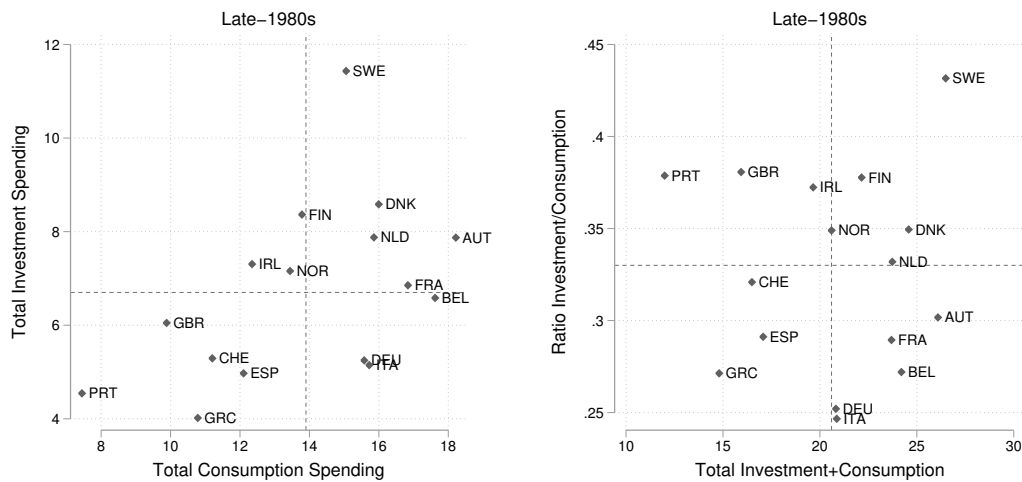 Late−1980s
Total Investment Spending
12
10
8
6
4
SWE
DNK
FIN
NLD
AUT
IRL
NOR
FRA
BEL
GBR
CHE
DEU
ITA
ESP
PRT
GRC
8
10
12
14
16
18
Total Consumption Spending
Late−1980s
Ratio Investment/Consumption
.45
.4
.35
.3
.25
SWE
PRT
GBR
FIN
IRL
NOR
DNK
NLD
CHE
AUT
ESP
FRA
GRC
BEL
DEU
ITA
10
15
20
25
30
Total Investment+Consumption